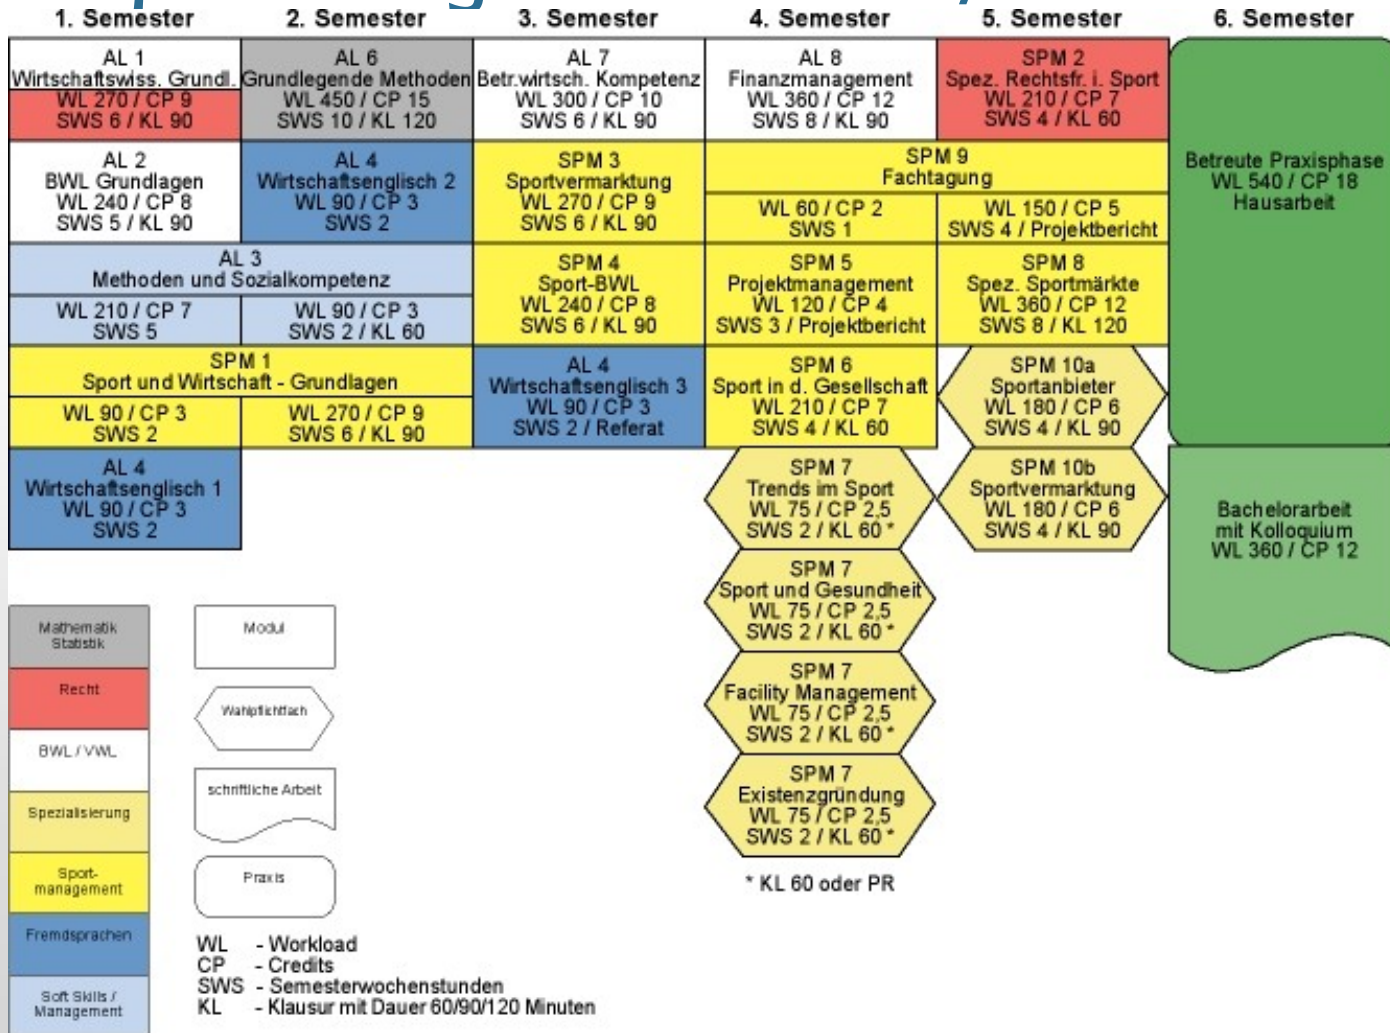 1. Semester
2. Semester
3. Semester
4. Semester
5. Semester
6. Semester
AL 1
Wirtschaftswiss. Grundl.
WL 270 / CP 9
SWS 6 / KL 90
AL 6
Grundlegende Methoden
WL 450 / CP 15
SWS 10 / KL 120
AL 7
Betr.wirtsch. Kompetenz
WL 300 / CP 10
SWS 6 / KL 90
AL 8
Finanzmanagement
WL 360 / CP 12
SWS 8 / KL 90
SPM 2
Spez. Rechtsfr. i. Sport
WL 210 / CP 7
SWS 4 / KL 60
Betreute Praxisphase
WL 540 / CP 18
Hausarbeit
AL 2
BWL Grundlagen
WL 240 / CP 8
SWS 5 / KL 90
AL 4
Wirtschaftsenglisch 2
WL 90 / CP 3
SWS 2
SPM 3
Sportvermarktung
WL 270 / CP 9
SWS 6 / KL 90
SPM 9
Fachtagung
WL 60 / CP 2
SWS 1
WL 150 / CP 5
SWS 4 / Projektbericht
AL 3
Methoden und Sozialkompetenz
WL 210 / CP 7
SWS 5
WL 90 / CP 3
SWS 2 / KL 60
SPM 4
Sport-BWL
WL 240 / CP 8
SWS 6 / KL 90
SPM 5
Projektmanagement
WL 120 / CP 4
SWS 3 / Projektbericht
SPM 8
Spez. Sportmärkte
WL 360 / CP 12
SWS 8 / KL 120
SPM 1
Sport und Wirtschaft - Grundlagen
WL 90 / CP 3
SWS 2
WL 270 / CP 9
SWS 6 / KL 90
AL 4
Wirtschaftsenglisch 3
WL 90 / CP 3
SWS 2 / Referat
SPM 6
Sport in d. Gesellschaft
WL 210 / CP 7
SWS 4 / KL 60
SPM 10a
Sportanbieter
WL 180 / CP 6
SWS 4 / KL 90
AL 4
Wirtschaftsenglisch 1
WL 90 / CP 3
SWS 2
SPM 7
Trends im Sport
WL 75 / CP 2,5
SWS 2 / KL 60 *
SPM 10b
Sportvermarktung
WL 180 / CP 6
SWS 4 / KL 90
Bachelorarbeit
mit Kolloquium
WL 360 / CP 12
SPM 7
Sport und Gesundheit
WL 75 / CP 2,5
SWS 2 / KL 60 *
SPM 7
Facility Management
WL 75 / CP 2,5
SWS 2 / KL 60 *
SPM 7
Existenzgründung
WL 75 / CP 2,5
SWS 2 / KL 60 *
* KL 60 oder PR
Mathematik
Statistik
Recht
BWL / VWL
Spezialisierung
Sport-
management
Fremdsprachen
Soft Skills /
Management
Modul
Wahlpflichtfach
schriftliche Arbeit
Praxis
WL - Workload
CP - Credits
SWS - Semesterwochenstunden
KL - Klausur mit Dauer 60/90/120 Minuten